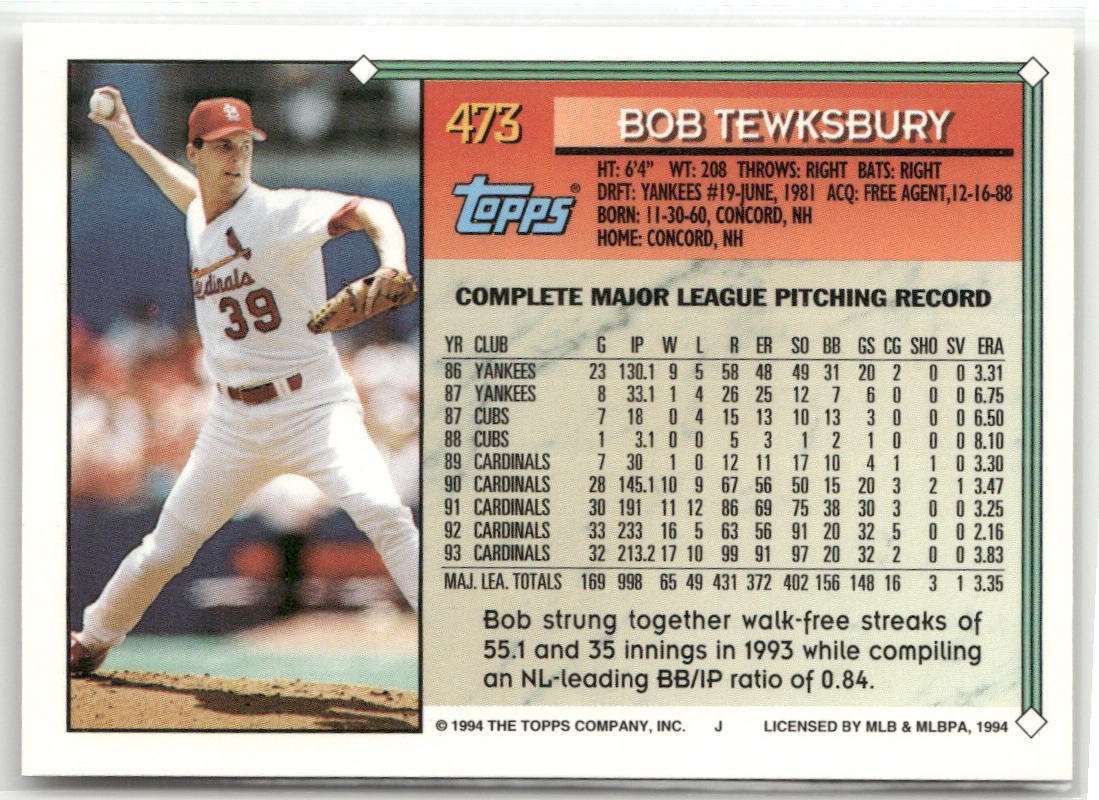 473
BOB TEWKSBURY
Topps®
HT: 6'4" WT: 208 THROWS: RIGHT BATS: RIGHT
DRFT: YANKEES #19-JUNE, 1981 ACQ: FREE AGENT,12-16-88
BORN: 11-30-60, CONCORD, NH
HOME: CONCORD, NH
Cardinals
39
COMPLETE MAJOR LEAGUE PITCHING RECORD
YR CLUB G IP W L R ER SO BB GS CG SHO SV ERA
86 YANKEES 23 130.1 9 5 58 48 49 31 20 2 0 0 3.31
87 YANKEES 8 33.1 1 4 26 25 12 7 6 0 0 0 6.75
87 CUBS 7 18 0 4 15 13 10 13 3 0 0 0 6.50
88 CUBS 1 3.1 0 0 5 3 1 2 1 0 0 0 8.10
89 CARDINALS 7 30 1 0 12 11 17 10 4 1 1 0 3.30
90 CARDINALS 28 145.1 10 9 67 56 50 15 20 3 2 1 3.47
91 CARDINALS 30 191 11 12 86 69 75 38 30 3 0 0 3.25
92 CARDINALS 33 233 16 5 63 56 91 20 32 5 0 0 2.16
93 CARDINALS 32 213.2 17 10 99 91 97 20 32 2 0 0 3.83
MAJ. LEA. TOTALS 169 998 65 49 431 372 402 156 148 16 3 1 3.35
Bob strung together walk-free streaks of
55.1 and 35 innings in 1993 while compiling
an NL-leading BB/IP ratio of 0.84.
© 1994 THE TOPPS COMPANY, INC. J LICENSED BY MLB & MLBPA, 1994